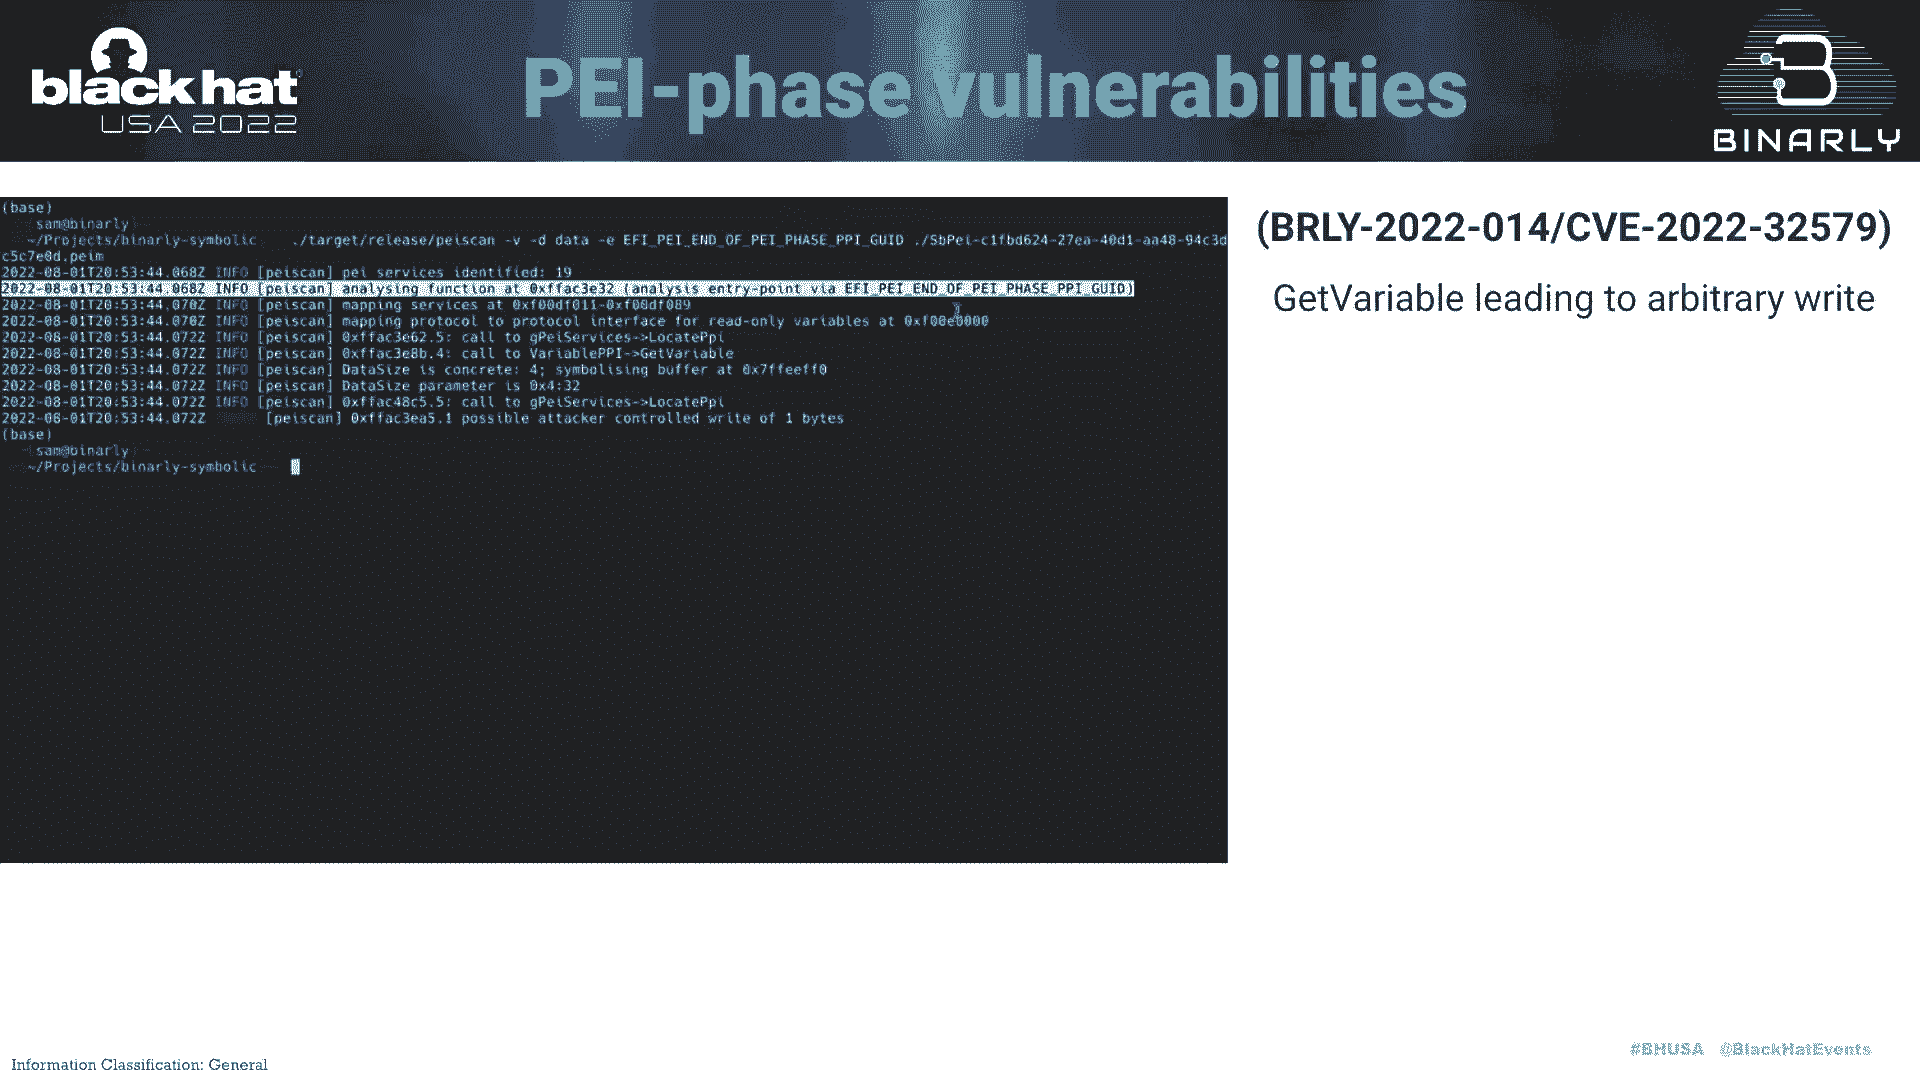 black hat
USA 2022
PEI-phase vulnerabilities
BINARLY
(base)
sam@binarly
~/Projects/binarly-symbolic ./target/release/peiscan -v -d data -e EFI_PEI_END_OF_PEI_PHASE_PPI_GUID ./SbPei-c1fbd624-27ea-40d1-aa48-94c3d
c5c7e0d.peim
2022-08-01T20:53:44.068Z INFO [peiscan] pei services identified: 19
2022-08-01T20:53:44.068Z INFO [peiscan] analysing function at 0xffac3e32 (analysis entry-point via EFI_PEI_END_OF_PEI_PHASE_PPI_GUID)
2022-08-01T20:53:44.070Z INFO [peiscan] mapping services at 0xf00df011-0xf00df089
2022-08-01T20:53:44.070Z INFO [peiscan] mapping protocol to protocol interface for read-only variables at 0xf00e0000
2022-08-01T20:53:44.072Z INFO [peiscan] 0xffac3e62.5: call to gPeiServices->LocatePpi
2022-08-01T20:53:44.072Z INFO [peiscan] 0xffac3e8b.4: call to VariablePPI->GetVariable
2022-08-01T20:53:44.072Z INFO [peiscan] DataSize is concrete: 4; symbolising buffer at 0x7ffeeff0
2022-08-01T20:53:44.072Z INFO [peiscan] DataSize parameter is 0x4:32
2022-08-01T20:53:44.072Z INFO [peiscan] 0xffac48c5.5: call to gPeiServices->LocatePpi
2022-08-01T20:53:44.072Z [peiscan] 0xffac3ea5.1 possible attacker controlled write of 1 bytes
(base)
sam@binarly
~/Projects/binarly-symbolic
(BRLY-2022-014/CVE-2022-32579)
GetVariable leading to arbitrary write
Information Classification: General
#BHUSA @BlackHatEvents